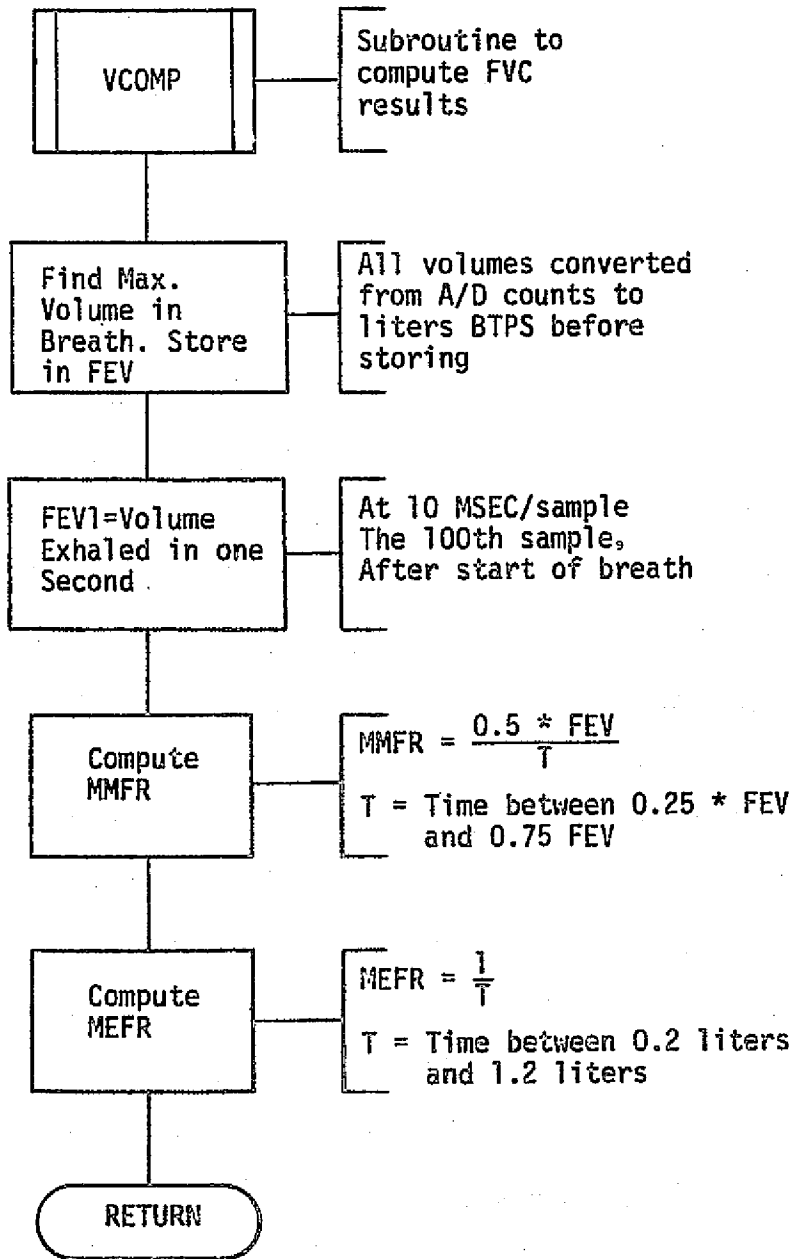 VCOMP
Subroutine to
compute FVC
results
Find Max.
Volume in
Breath. Store
in FEV
All volumes converted
from A/D counts to
liters BTPS before
storing
FEV1=Volume
Exhaled in one
Second
At 10 MSEC/sample
The 100th sample,
After start of breath
Compute
MMFR
MMFR = 0.5 * FEV
T
T = Time between 0.25 * FEV
and 0.75 FEV
Compute
MEFR
MEFR = 1
T
T = Time between 0.2 liters
and 1.2 liters
RETURN